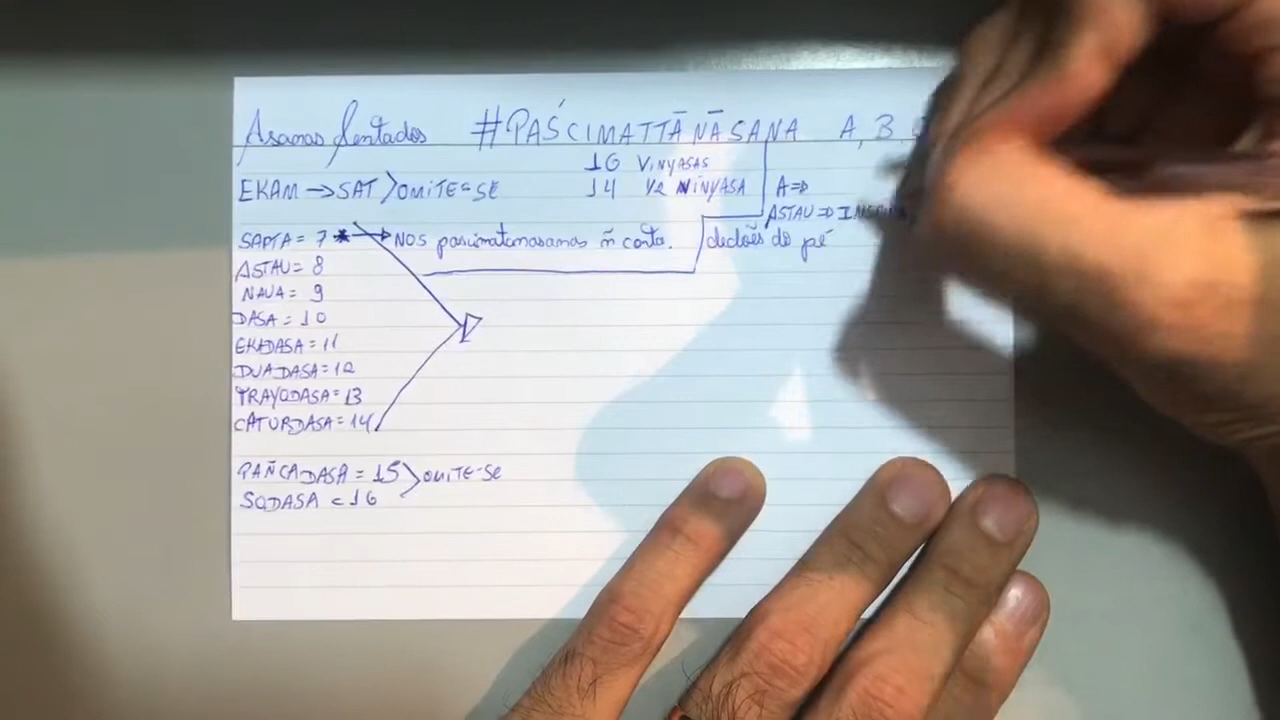 Asanas Sentados #PAŚCIMATTĀNĀSANA A, B,
16 VINYASAS
EKAM → SAT > OMITE-SE 14 VINYASA A ⇒
ASTAU ⇒
SAPTA = 7 * → NOS pascimatanasanas ñ conta. dedões do pé
ASTAU = 8
NAVA = 9
DASA = 10
EKADASA = 11
DUADASA = 12
TRAYODASA = 13
CATURDASA = 14
PAÑCADASA = 15 > OMITE-SE
SODASA = 16